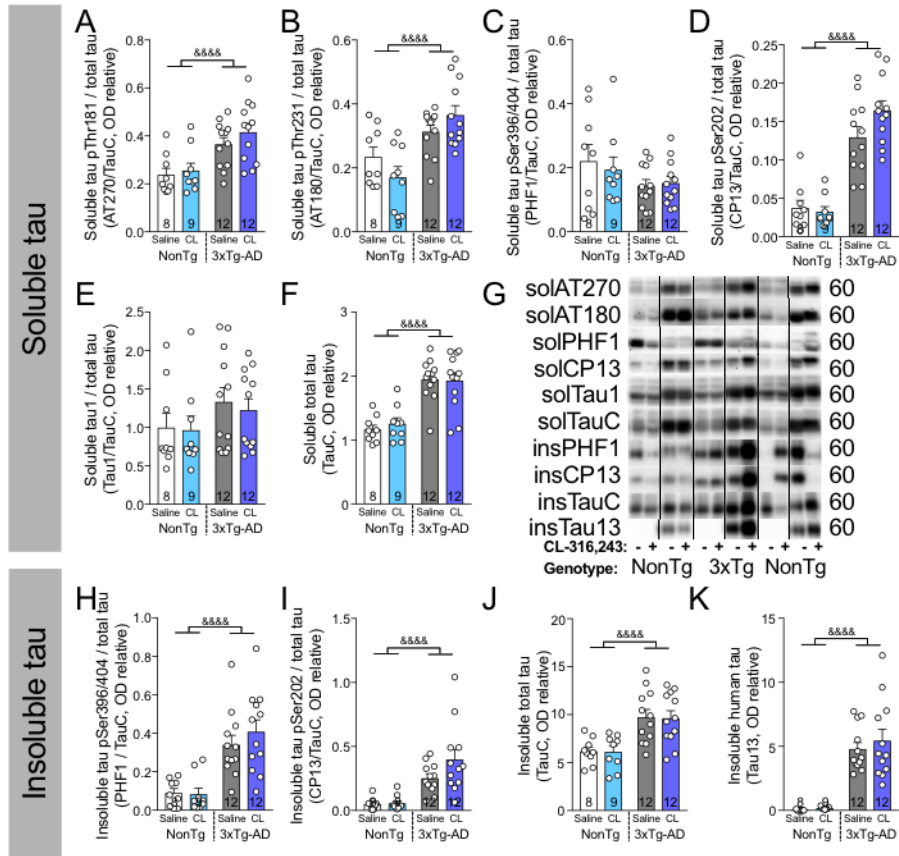 Soluble tau
A
Soluble tau pThr181 / total tau
(AT270/TauC, OD relative)
0.8
0.6
0.4
0.2
0.0
&&&&
8
9
12
12
Saline CL Saline CL
NonTg 3xTg-AD
B
Soluble tau pThr231 / total tau
(AT180/TauC, OD relative)
0.6
0.4
0.2
0.0
&&&&
8
9
12
12
Saline CL Saline CL
NonTg 3xTg-AD
C
Soluble tau pSer396/404 / total tau
(PHF1/TauC, OD relative)
0.6
0.4
0.2
0.0
8
9
12
12
Saline CL Saline CL
NonTg 3xTg-AD
D
Soluble tau pSer202 / total tau
(CP13/TauC, OD relative)
0.25
0.20
0.15
0.10
0.05
0.00
&&&&
12
12
Saline CL Saline CL
NonTg 3xTg-AD
E
Soluble tau1 / total tau
(Tau1/TauC, OD relative)
2.5
2.0
1.5
1.0
0.5
0.0
8
9
12
12
Saline CL Saline CL
NonTg 3xTg-AD
F
Soluble total tau
(TauC, OD relative)
3
2
1
0
&&&&
8
9
12
12
Saline CL Saline CL
NonTg 3xTg-AD
G
solAT270 60
solAT180 60
solPHF1 60
solCP13 60
solTau1 60
solTauC 60
insPHF1 60
insCP13 60
insTauC 60
insTau13 60
CL-316,243: - + - + - + - + - + - +
Genotype: NonTg 3xTg NonTg
Insoluble tau
H
Insoluble tau pSer396/404 / total tau
(PHF1 / TauC, OD relative)
1.0
0.8
0.6
0.4
0.2
0.0
&&&&
12
12
Saline CL Saline CL
NonTg 3xTg-AD
I
Insoluble tau pSer202 / total tau
(CP13/TauC, OD relative)
1.5
1.0
0.5
0.0
&&&&
12
12
Saline CL Saline CL
NonTg 3xTg-AD
J
Insoluble total tau
(TauC, OD relative)
20
15
10
5
0
&&&&
8
9
12
12
Saline CL Saline CL
NonTg 3xTg-AD
K
Insoluble human tau
(Tau13, OD relative)
15
10
5
0
&&&&
12
12
Saline CL Saline CL
NonTg 3xTg-AD